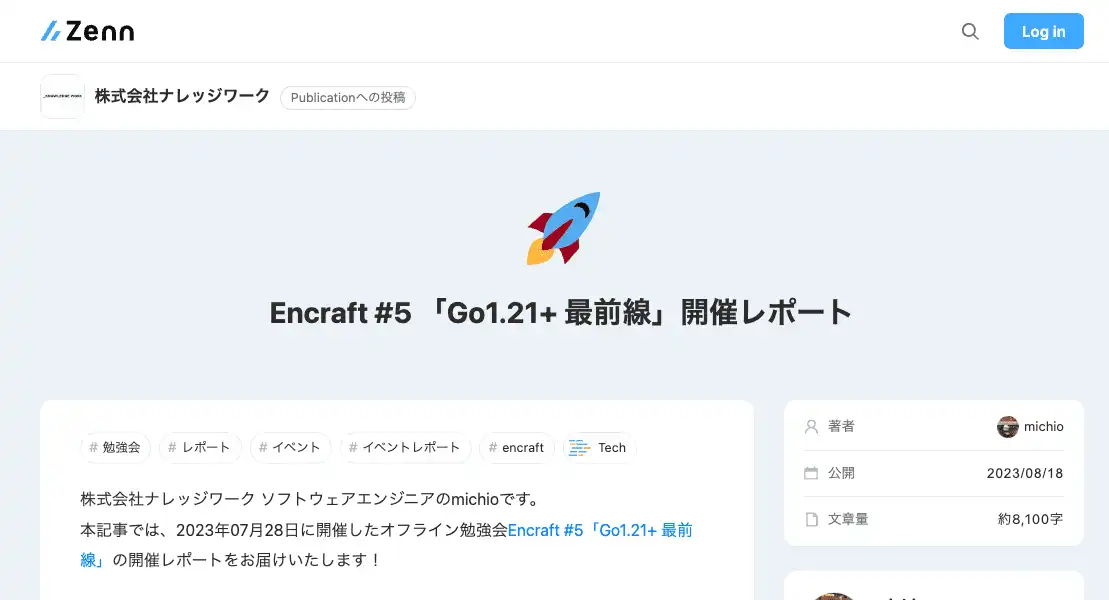 Zenn
Log in
KNOWLEDGE WORK
株式会社ナレッジワーク
Publicationへの投稿
Encraft #5 「Go1.21+ 最前線」開催レポート
# 勉強会
# レポート
# イベント
# イベントレポート
# encraft
Tech
株式会社ナレッジワーク ソフトウェアエンジニアのmichioです。
本記事では、2023年07月28日に開催したオフライン勉強会Encraft #5「Go1.21+ 最前
線」の開催レポートをお届けいたします！
著者
michio
公開
2023/08/18
文章量
約8,100字